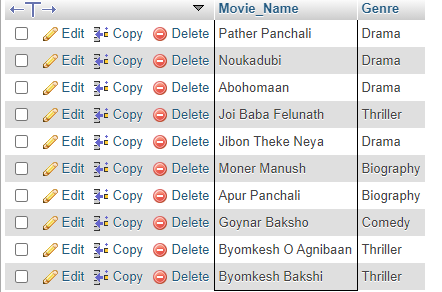 Movie_Name Genre
Edit Copy Delete Pather Panchali Drama
Edit Copy Delete Noukadubi Drama
Edit Copy Delete Abohomaan Drama
Edit Copy Delete Joi Baba Felunath Thriller
Edit Copy Delete Jibon Theke Neya Drama
Edit Copy Delete Moner Manush Biography
Edit Copy Delete Apur Panchali Biography
Edit Copy Delete Goynar Baksho Comedy
Edit Copy Delete Byomkesh O Agnibaan Thriller
Edit Copy Delete Byomkesh Bakshi Thriller